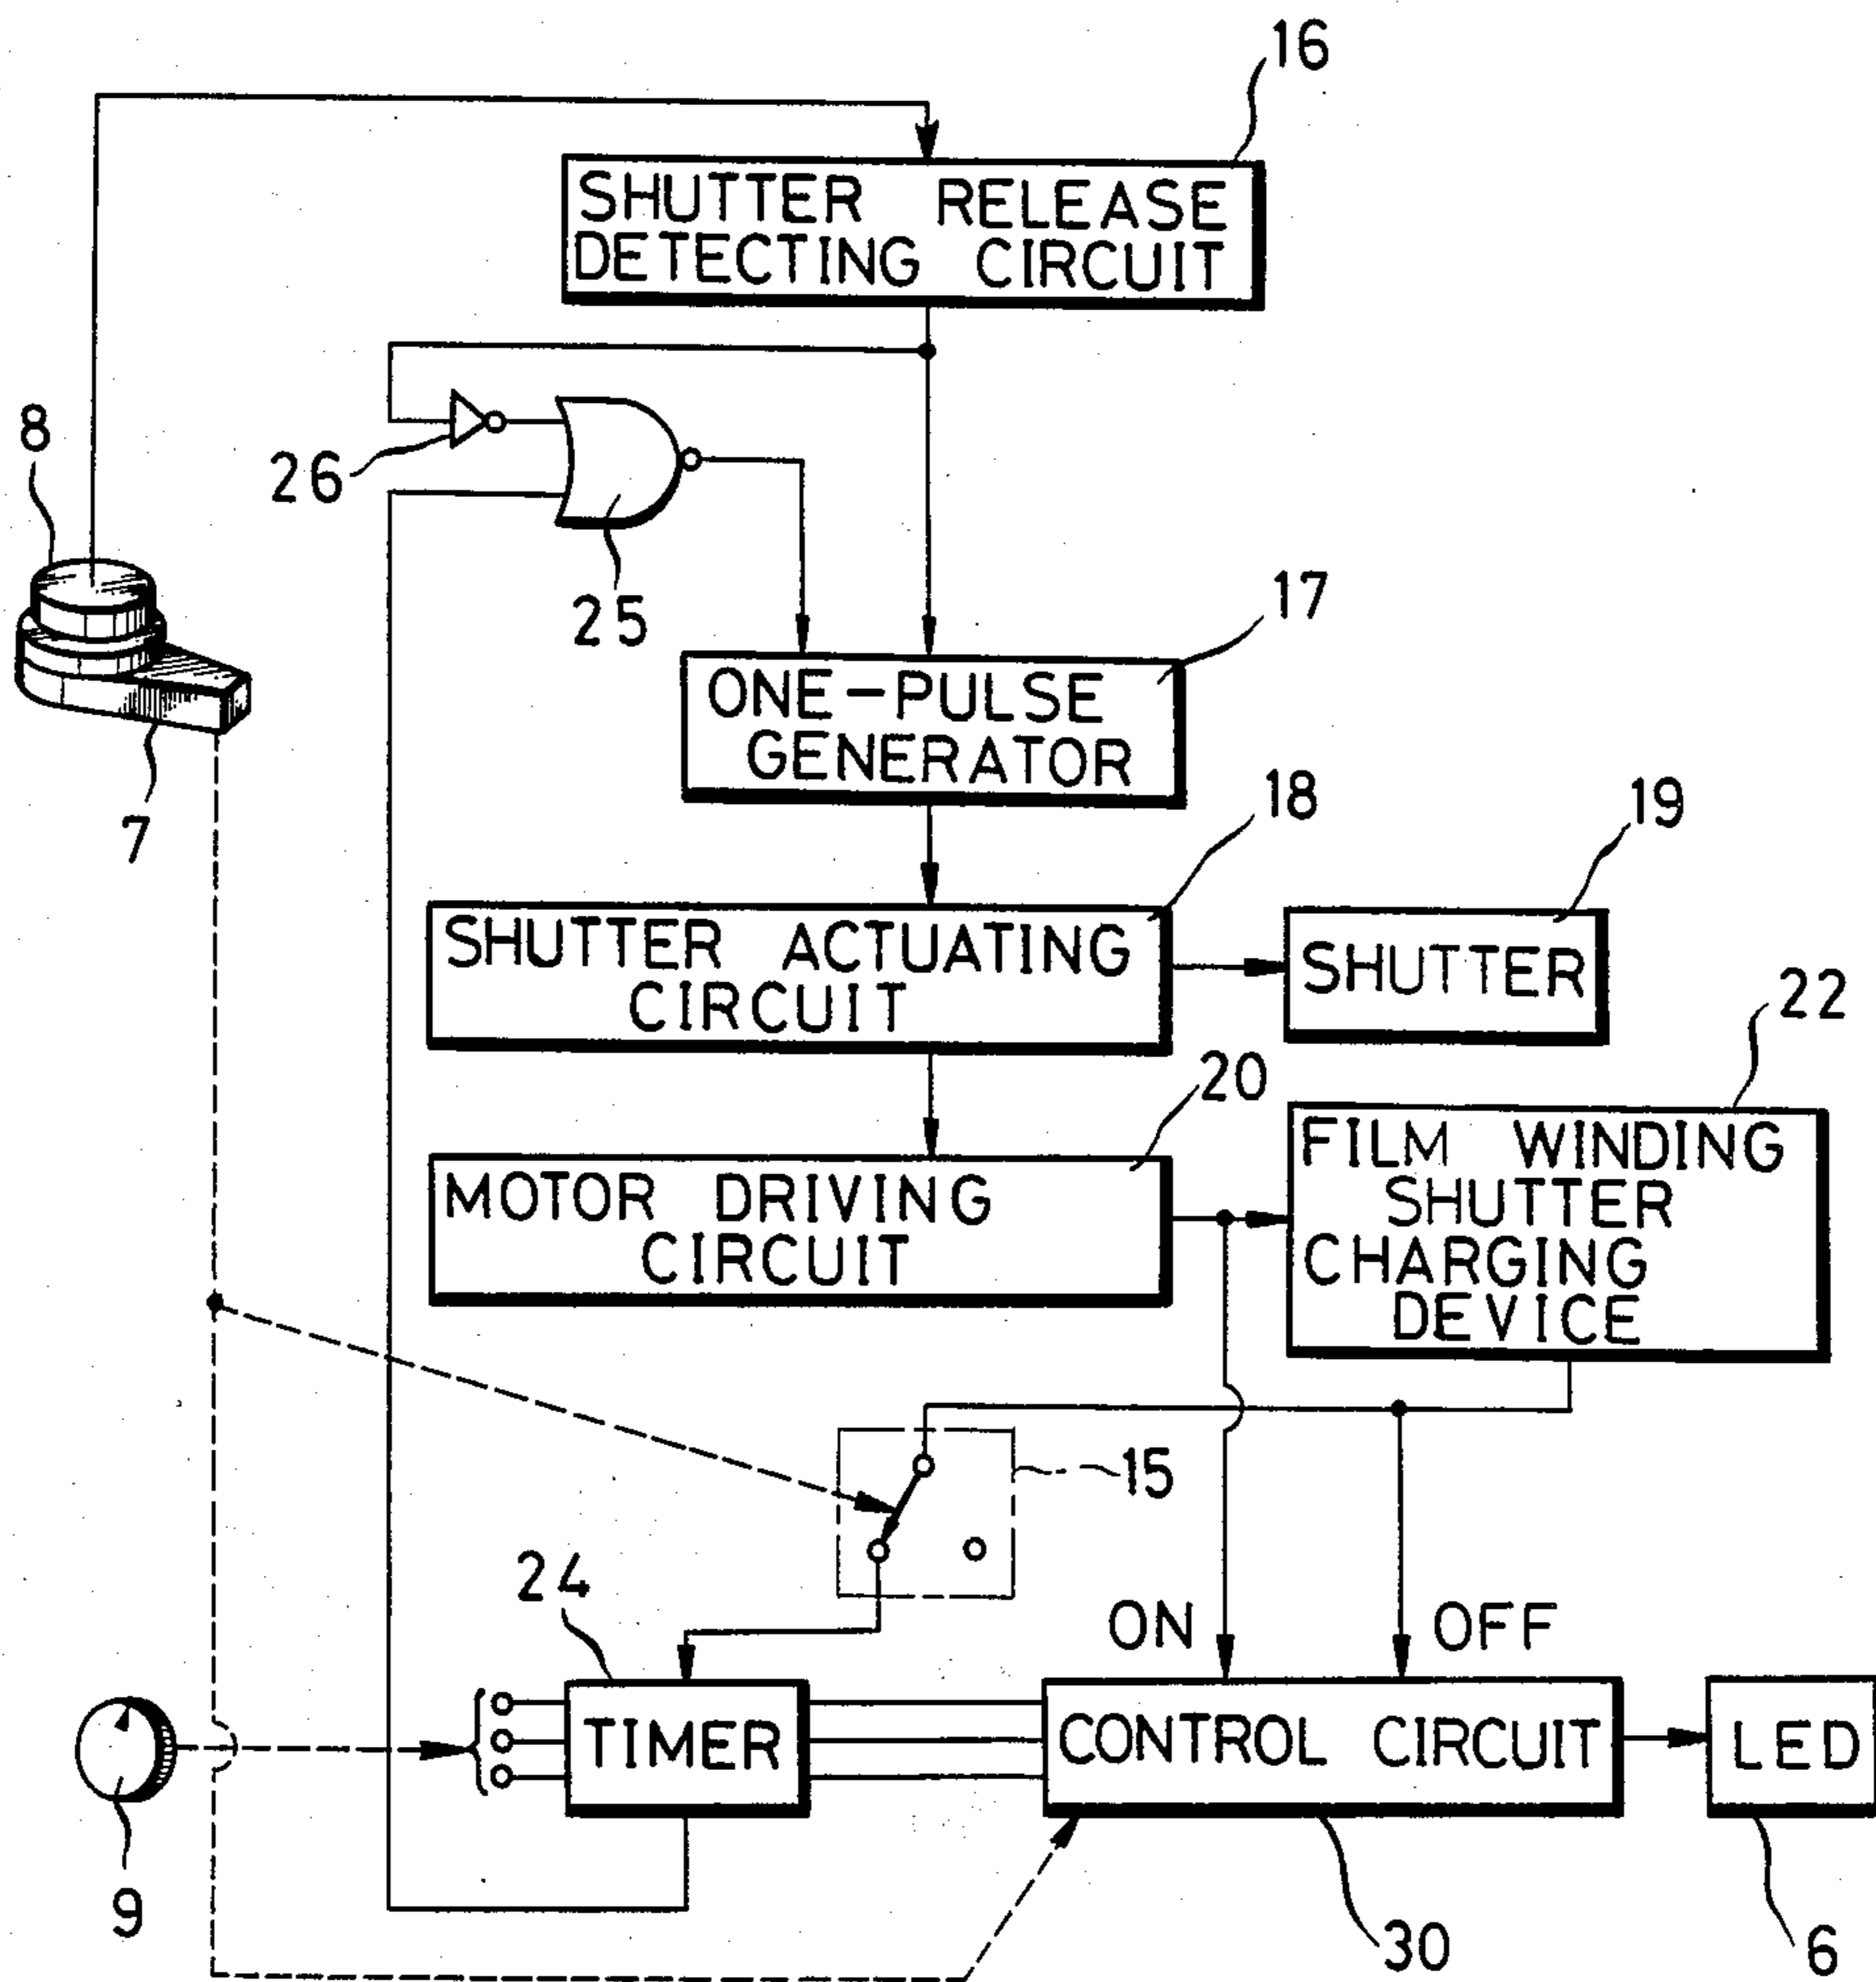 16
SHUTTER RELEASE
DETECTING CIRCUIT
8
26
25
17
ONE-PULSE
GENERATOR
7
18
19
SHUTTER ACTUATING
CIRCUIT
SHUTTER
22
20
MOTOR DRIVING
CIRCUIT
FILM WINDING
SHUTTER
CHARGING
DEVICE
15
24
ON
OFF
TIMER
CONTROL CIRCUIT
LED
9
30
6